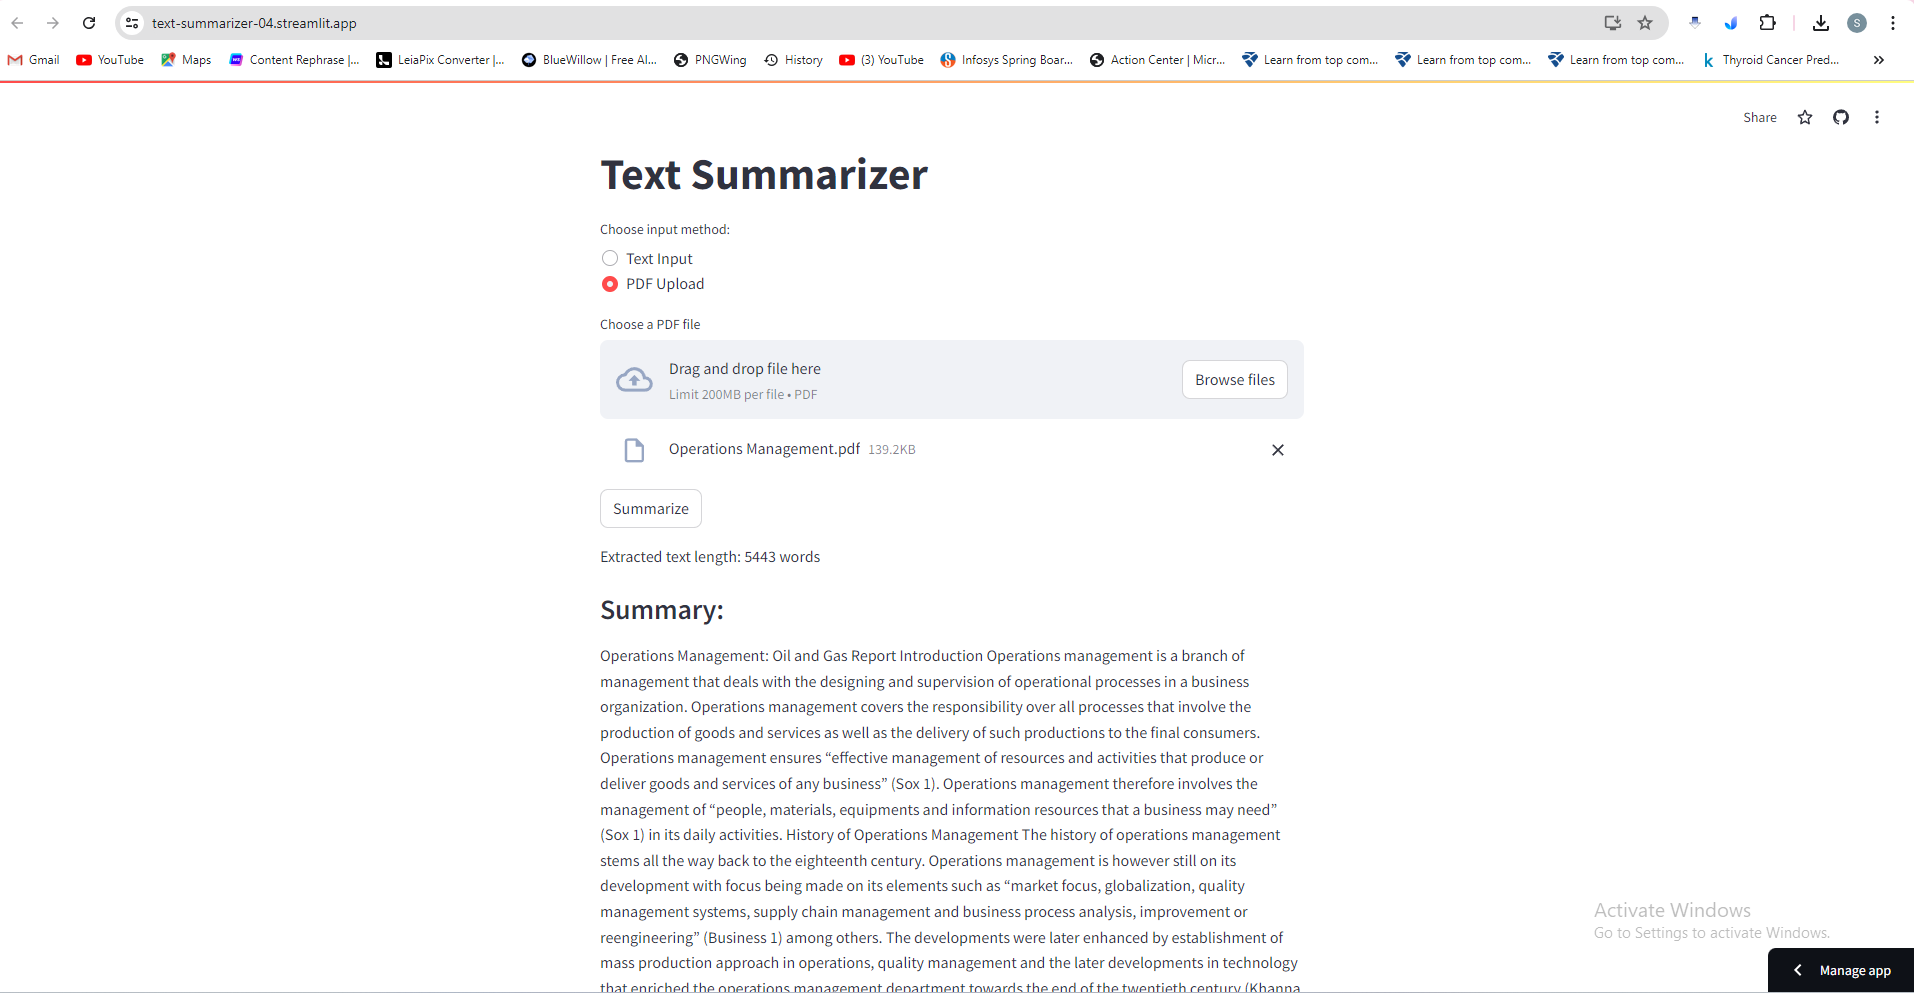 text-summarizer-04.streamlit.app
S
Gmail YouTube Maps Content Rephrase |... LeiaPix Converter |... BlueWillow | Free AI... PNGWing History (3) YouTube Infosys Spring Boar... Action Center | Micr... Learn from top com... Learn from top com... Learn from top com... Thyroid Cancer Pred... »
Share
Text Summarizer
Choose input method:
Text Input
PDF Upload
Choose a PDF file
Drag and drop file here
Limit 200MB per file • PDF
Browse files
Operations Management.pdf 139.2KB
Summarize
Extracted text length: 5443 words
Summary:
Operations Management: Oil and Gas Report Introduction Operations management is a branch of
management that deals with the designing and supervision of operational processes in a business
organization. Operations management covers the responsibility over all processes that involve the
production of goods and services as well as the delivery of such productions to the final consumers.
Operations management ensures “effective management of resources and activities that produce or
deliver goods and services of any business” (Sox 1). Operations management therefore involves the
management of “people, materials, equipments and information resources that a business may need”
(Sox 1) in its daily activities. History of Operations Management The history of operations management
stems all the way back to the eighteenth century. Operations management is however still on its
development with focus being made on its elements such as “market focus, globalization, quality
management systems, supply chain management and business process analysis, improvement or
reengineering” (Business 1) among others. The developments were later enhanced by establishment of
mass production approach in operations, quality management and the later developments in technology
that enriched the operations management department towards the end of the twentieth century (Khanna
Activate Windows
Go to Settings to activate Windows.
Manage app